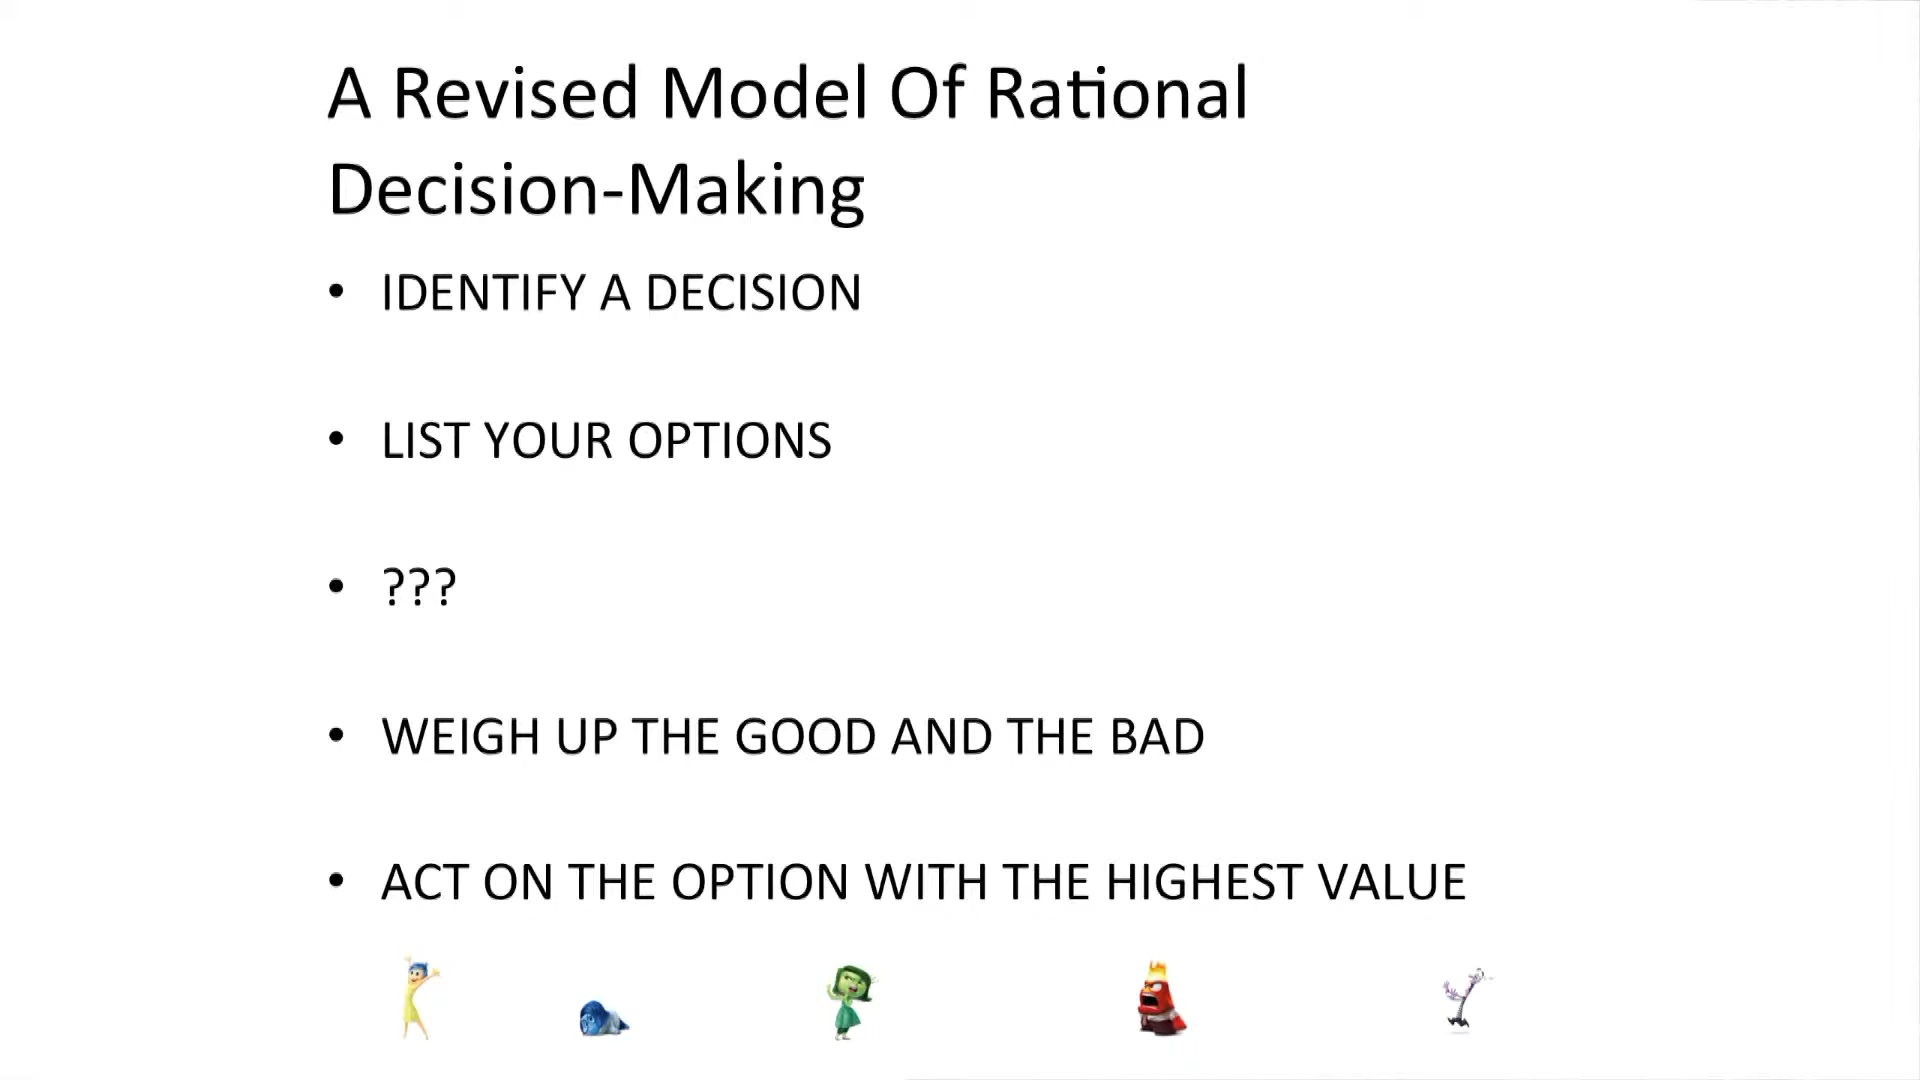 A Revised Model Of Rational
Decision-Making
• IDENTIFY A DECISION
• LIST YOUR OPTIONS
• ???
• WEIGH UP THE GOOD AND THE BAD
• ACT ON THE OPTION WITH THE HIGHEST VALUE